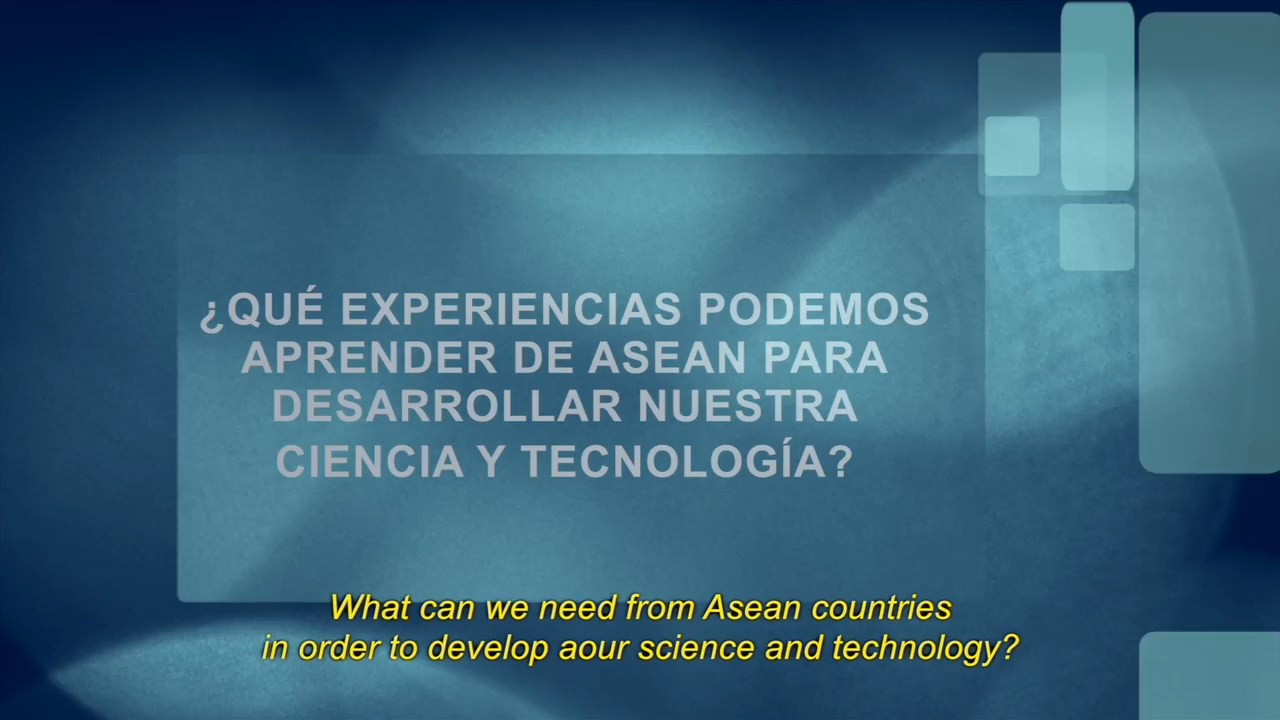 ¿QUÉ EXPERIENCIAS PODEMOS
APRENDER DE ASEAN PARA
DESARROLLAR NUESTRA
CIENCIA Y TECNOLOGÍA?
What can we need from Asean countries
in order to develop aour science and technology?